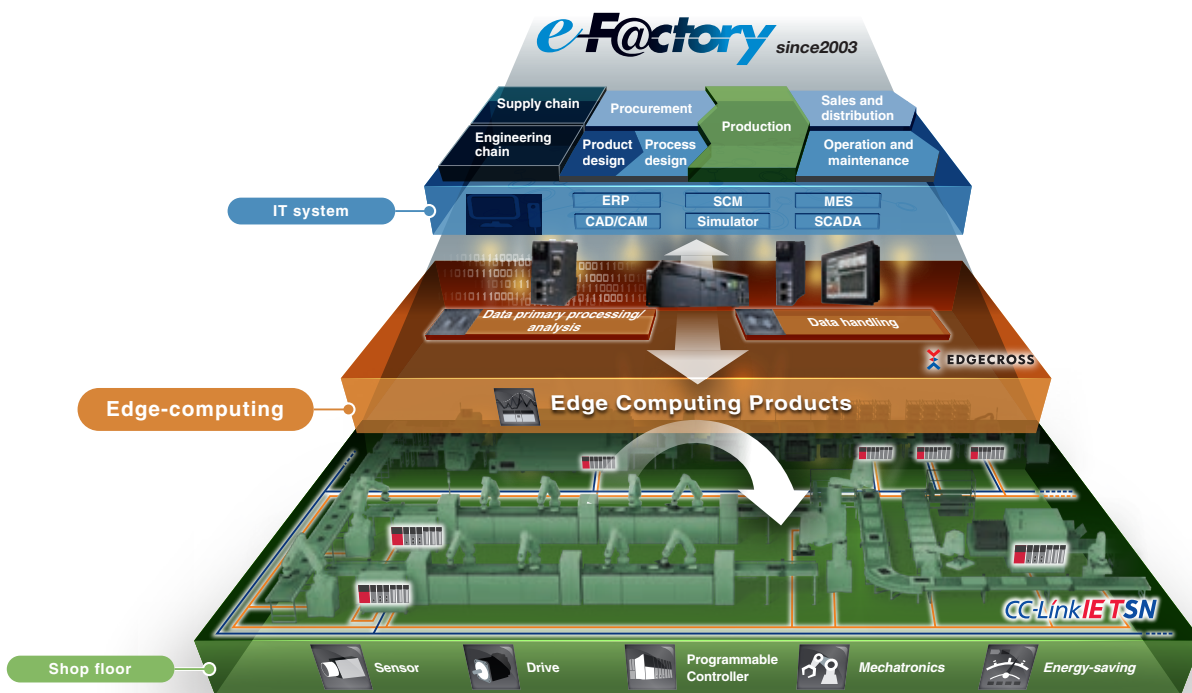 e-F@ctory since2003
Supply chain
Procurement
Production
Sales and
distribution
Engineering
chain
Product
design
Process
design
Operation and
maintenance
IT system
ERP
SCM
MES
CAD/CAM
Simulator
SCADA
Data primary processing/
analysis
Data handling
EDGECROSS
Edge-computing
Edge Computing Products
CC-Link IE TSN
Shop floor
Sensor
Drive
Programmable
Controller
Mechatronics
Energy-saving